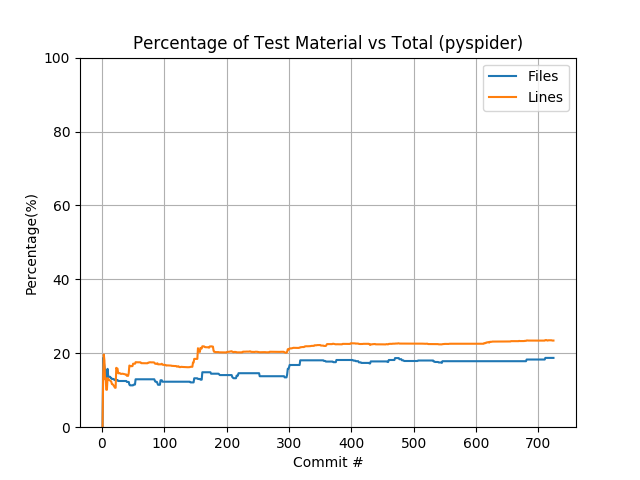 Percentage of Test Material vs Total (pyspider)
Files
Lines
100
80
60
40
20
0
Percentage(%)
0 100 200 300 400 500 600 700
Commit #